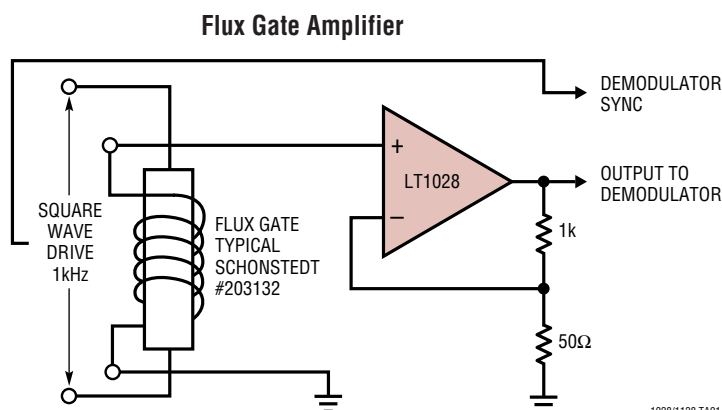 Flux Gate Amplifier
DEMODULATOR
SYNC
+
LT1028
–
OUTPUT TO
DEMODULATOR
SQUARE
WAVE
DRIVE
1kHz
FLUX GATE
TYPICAL
SCHONSTEDT
#203132
1k
50Ω